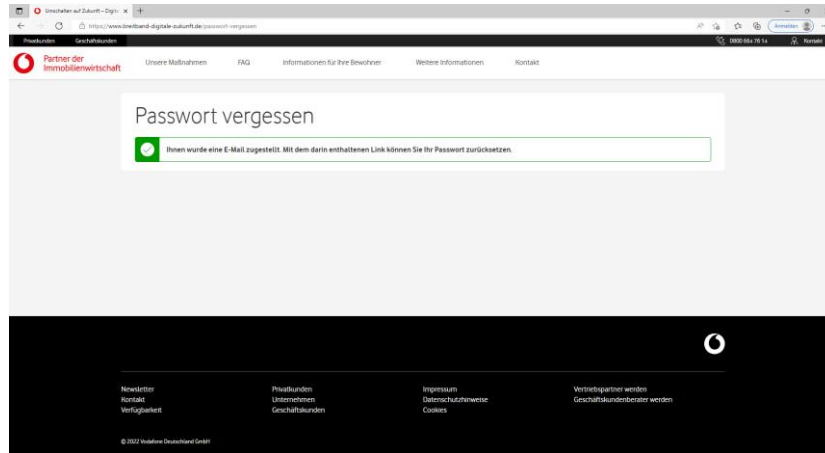 Umschalten auf Zukunft – Digit
https://www.breitband-digitale-zukunft.de/passwort-vergessen
Anmelden
Privatkunden Geschäftskunden
0800 Kontakt
Partner der
Immobilienwirtschaft
Unsere Maßnahmen FAQ Informationen für Ihre Bewohner Weitere Informationen Kontakt
Passwort vergessen
Ihnen wurde eine E-Mail zugestellt. Mit dem darin enthaltenen Link können Sie Ihr Passwort zurücksetzen.
Newsletter Privatkunden Impressum Vertriebspartner werden
Kontakt Unternehmen Datenschutzhinweise Geschäftskundenberater werden
Verfügbarkeit Geschäftskunden Cookies
© 2022 Vodafone Deutschland GmbH